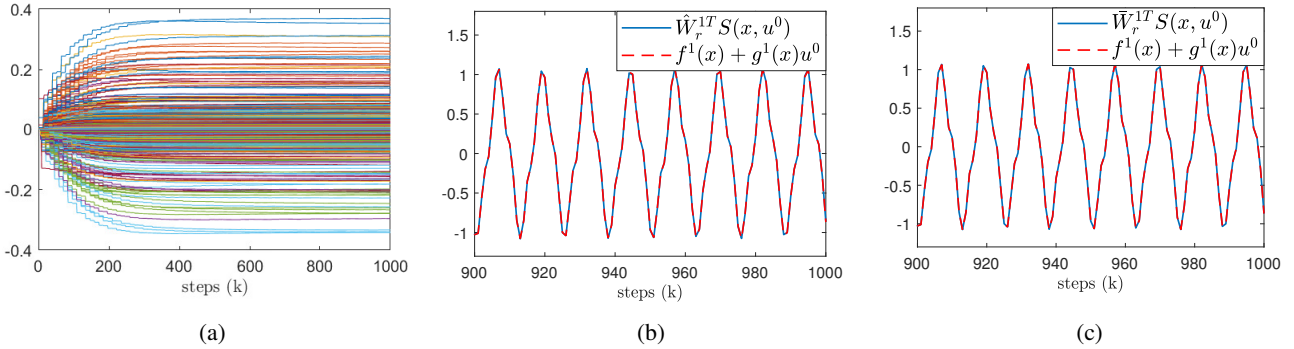 0.4
0.2
0
-0.2
-0.4
0 200 400 600 800 1000
steps (k)
(a)
$\hat{W}_r^{1T} S(x, u^0)$
$f^1(x) + g^1(x)u^0$
1.5
1
0.5
0
-0.5
-1
900 920 940 960 980 1000
steps (k)
(b)
$\bar{W}_r^{1T} S(x, u^0)$
$f^1(x) + g^1(x)u^0$
1.5
1
0.5
0
-0.5
-1
900 920 940 960 980 1000
steps (k)
(c)